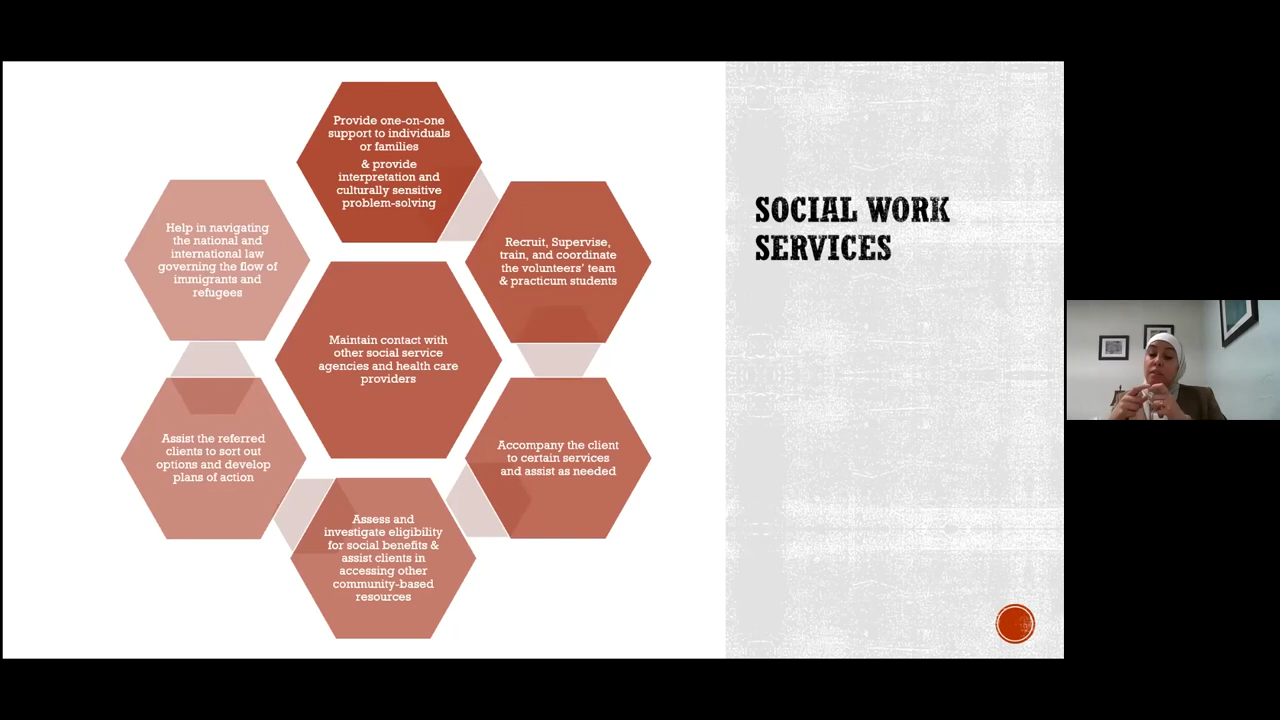 Provide one-on-one
support to individuals
or families
& provide
interpretation and
culturally sensitive
problem-solving
Recruit, Supervise,
train, and coordinate
the volunteers' team
& practicum students
Accompany the client
to certain services
and assist as needed
Assess and
investigate eligibility
for social benefits &
assist clients in
accessing other
community-based
resources
Assist the referred
clients to sort out
options and develop
plans of action
Help in navigating
the national and
international law
governing the flow of
immigrants and
refugees
Maintain contact with
other social service
agencies and health care
providers
SOCIAL WORK
SERVICES